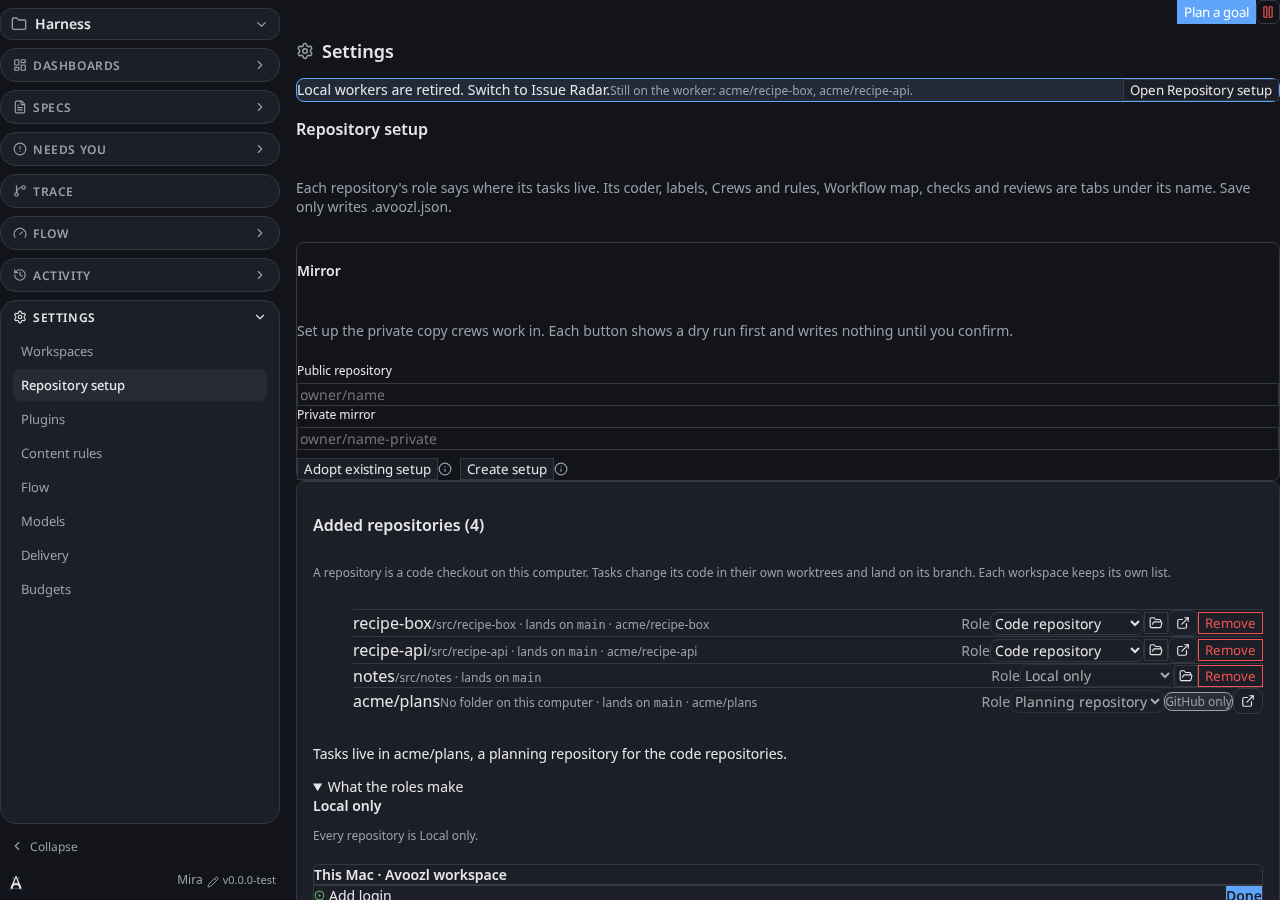 Harness
Plan a goal
DASHBOARDS
SPECS
NEEDS YOU
TRACE
FLOW
ACTIVITY
SETTINGS
Workspaces
Repository setup
Plugins
Content rules
Flow
Models
Delivery
Budgets
Collapse
Mira v0.0.0-test
Settings
Local workers are retired. Switch to Issue Radar. Still on the worker: acme/recipe-box, acme/recipe-api. Open Repository setup
Repository setup
Each repository's role says where its tasks live. Its coder, labels, Crews and rules, Workflow map, checks and reviews are tabs under its name. Save
only writes .avoozl.json.
Mirror
Set up the private copy crews work in. Each button shows a dry run first and writes nothing until you confirm.
Public repository
owner/name
Private mirror
owner/name-private
Adopt existing setup Create setup
Added repositories (4)
A repository is a code checkout on this computer. Tasks change its code in their own worktrees and land on its branch. Each workspace keeps its own list.
recipe-box/src/recipe-box · lands on main · acme/recipe-box Role Code repository Remove
recipe-api/src/recipe-api · lands on main · acme/recipe-api Role Code repository Remove
notes/src/notes · lands on main Role Local only Remove
acme/plans No folder on this computer · lands on main · acme/plans Role Planning repository GitHub only
Tasks live in acme/plans, a planning repository for the code repositories.
▼ What the roles make
Local only
Every repository is Local only.
This Mac · Avoozl workspace
Add login Done